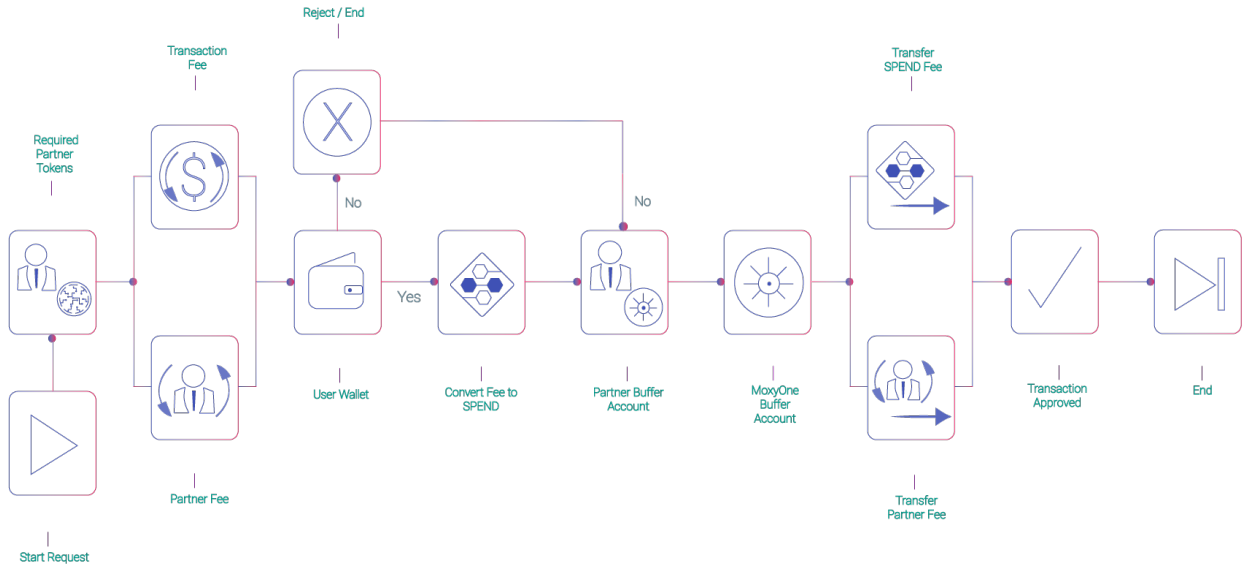 Reject / End
Transaction
Fee
Transfer
SPEND Fee
Required
Partner
Tokens
No
No
Yes
User Wallet
Convert Fee to
SPEND
Partner Buffer
Account
MoxyOne
Buffer
Account
Transaction
Approved
End
Partner Fee
Transfer
Partner Fee
Start Request